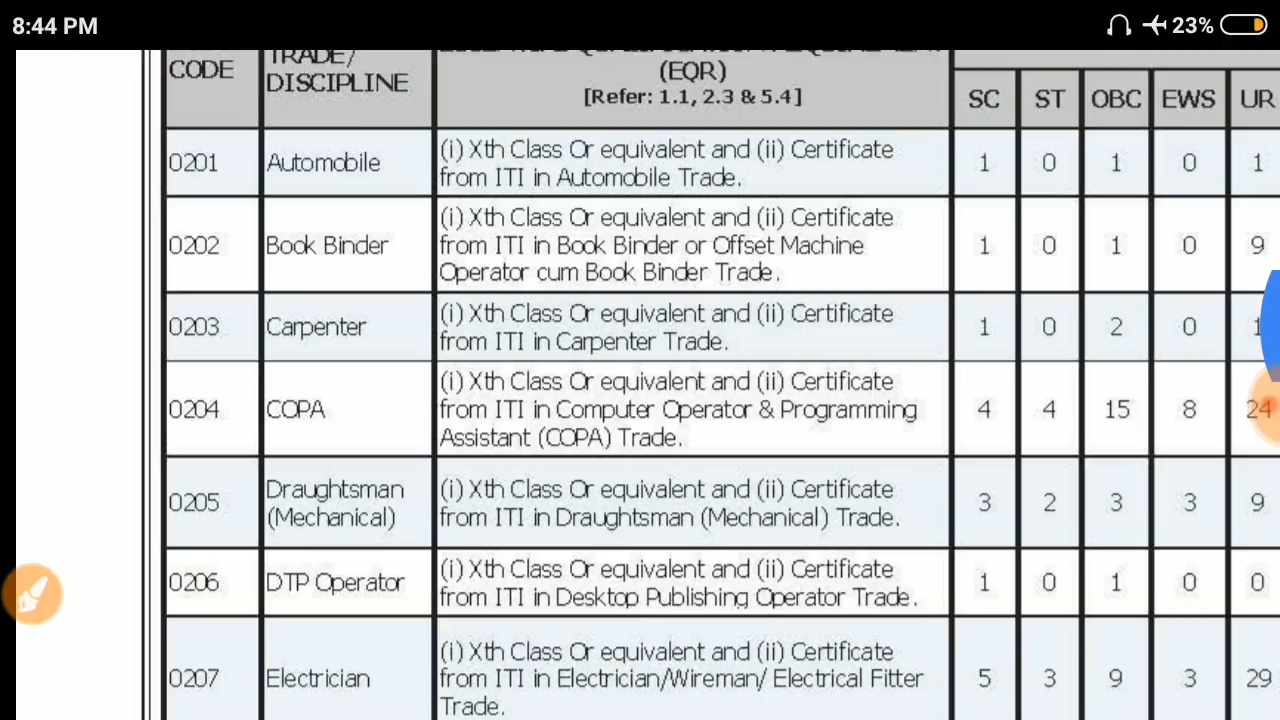 8:44 PM
23%
CODE
TRADE/
DISCIPLINE
(EQR)
[Refer: 1.1, 2.3 & 5.4]
SC ST OBC EWS UR
0201 Automobile (i) Xth Class Or equivalent and (ii) Certificate
from ITI in Automobile Trade. 1 0 1 0 1
0202 Book Binder (i) Xth Class Or equivalent and (ii) Certificate
from ITI in Book Binder or Offset Machine
Operator cum Book Binder Trade. 1 0 1 0 9
0203 Carpenter (i) Xth Class Or equivalent and (ii) Certificate
from ITI in Carpenter Trade. 1 0 2 0
0204 COPA (i) Xth Class Or equivalent and (ii) Certificate
from ITI in Computer Operator & Programming
Assistant (COPA) Trade. 4 4 15 8 24
0205 Draughtsman
(Mechanical) (i) Xth Class Or equivalent and (ii) Certificate
from ITI in Draughtsman (Mechanical) Trade. 3 2 3 3 9
0206 DTP Operator (i) Xth Class Or equivalent and (ii) Certificate
from ITI in Desktop Publishing Operator Trade. 1 0 1 0 0
0207 Electrician (i) Xth Class Or equivalent and (ii) Certificate
from ITI in Electrician/Wireman/ Electrical Fitter
Trade. 5 3 9 3 29